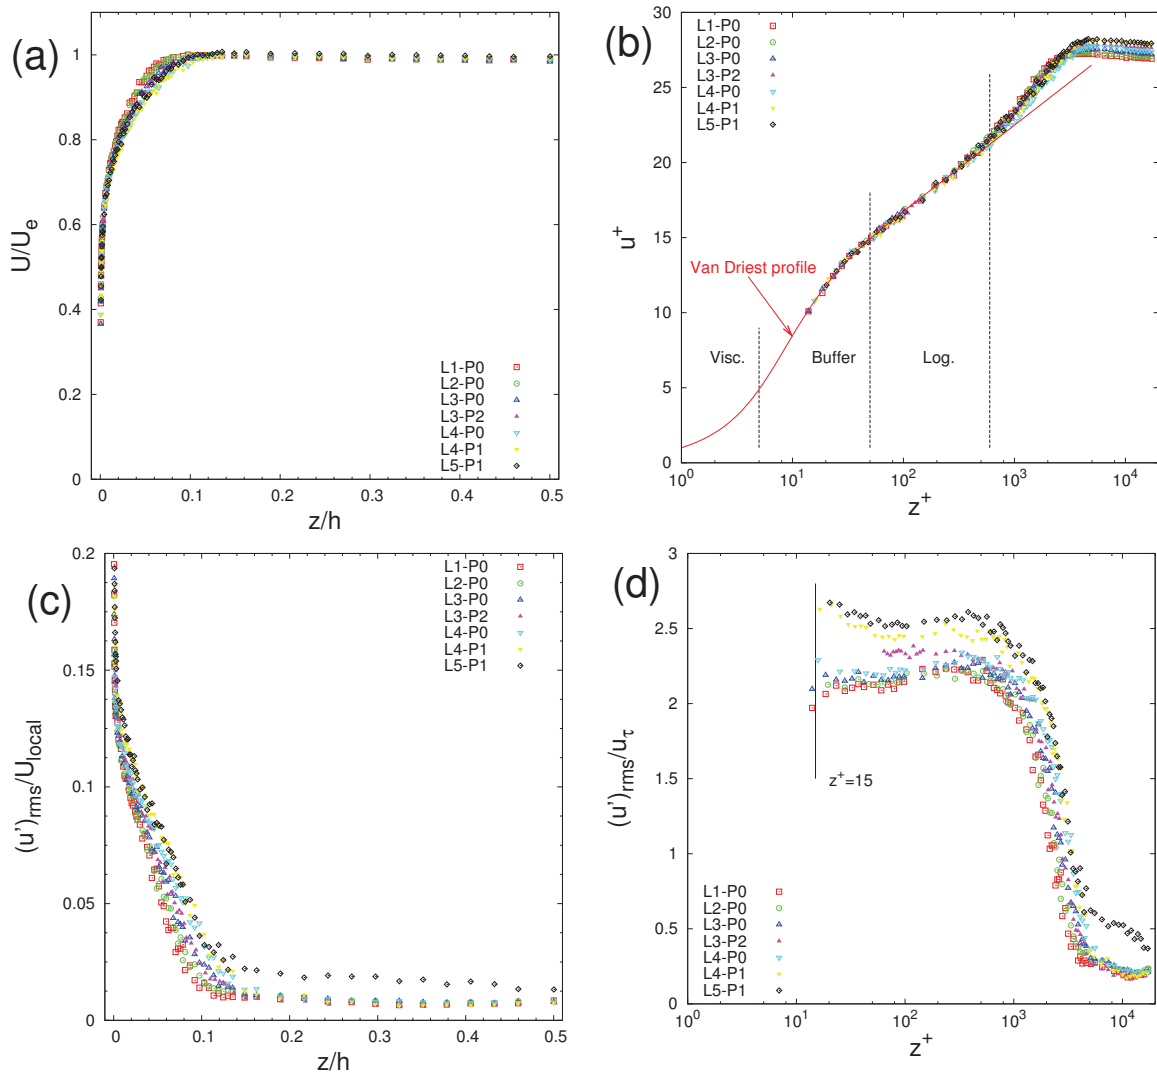 (a)
U/Ue
1
0.8
0.6
0.4
0.2
0
L1-P0
L2-P0
L3-P0
L3-P2
L4-P0
L4-P1
L5-P1
0 0.1 0.2 0.3 0.4 0.5
z/h
(b)
u+
30
25
20
15
10
5
0
L1-P0
L2-P0
L3-P0
L3-P2
L4-P0
L4-P1
L5-P1
Van Driest profile
Visc. Buffer Log.
10^0 10^1 10^2 10^3 10^4
z+
(c)
(u')rms/Ulocal
0.2
0.15
0.1
0.05
0
L1-P0
L2-P0
L3-P0
L3-P2
L4-P0
L4-P1
L5-P1
0 0.1 0.2 0.3 0.4 0.5
z/h
(d)
(u')rms/uτ
3
2.5
2
1.5
1
0.5
0
z+=15
L1-P0
L2-P0
L3-P0
L3-P2
L4-P0
L4-P1
L5-P1
10^0 10^1 10^2 10^3 10^4
z+